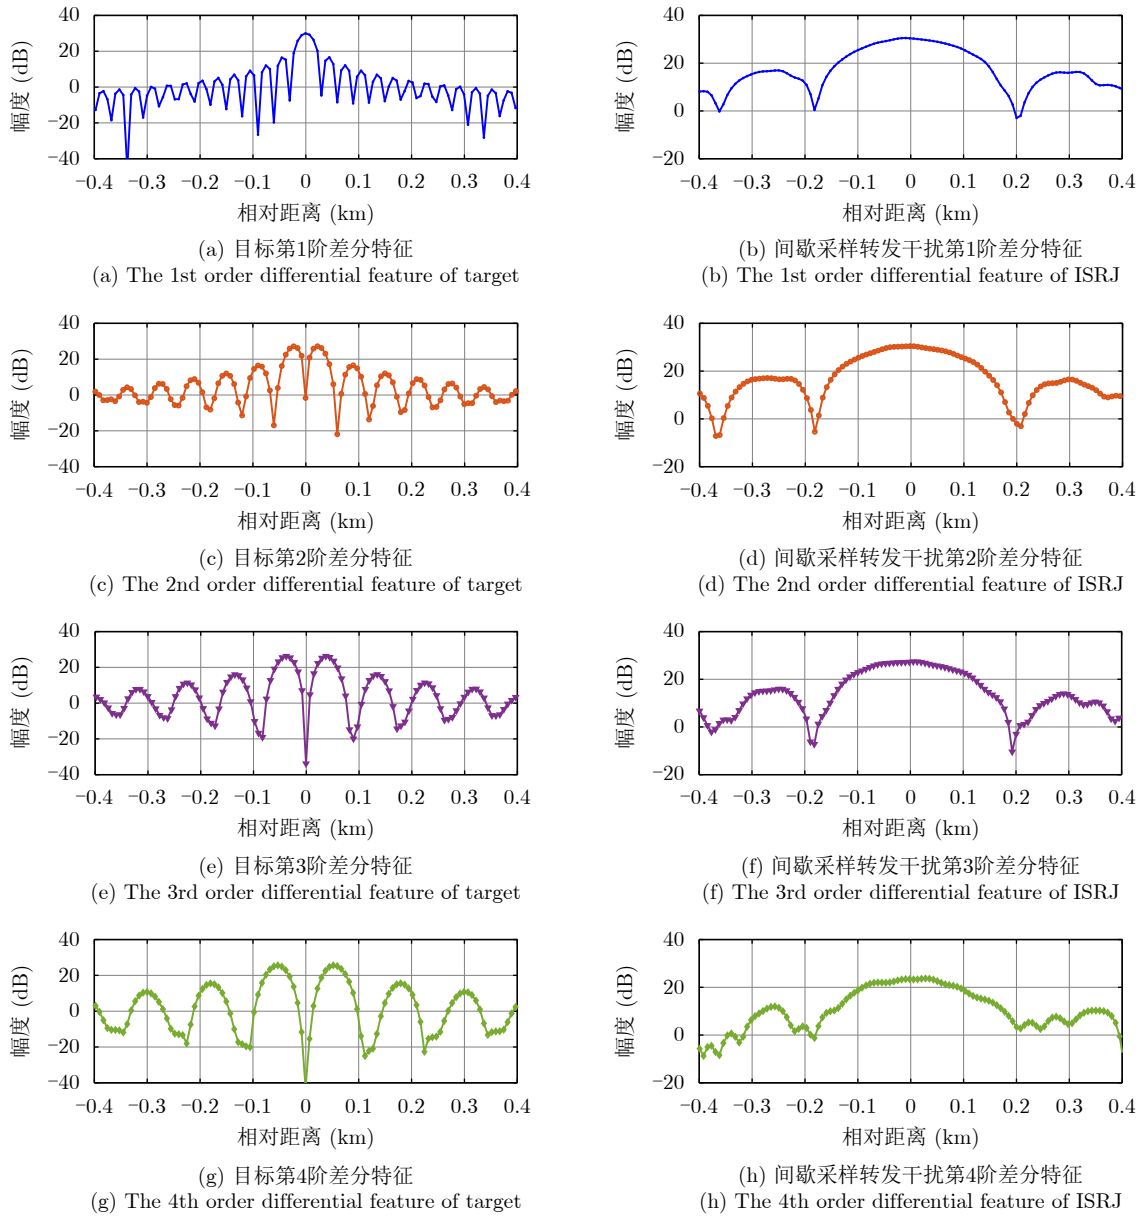 40
20
0
−20
−40
幅度 (dB)
−0.4 −0.3 −0.2 −0.1 0 0.1 0.2 0.3 0.4
相对距离 (km)
(a) 目标第1阶差分特征
(a) The 1st order differential feature of target
40
20
0
−20
幅度 (dB)
−0.4 −0.3 −0.2 −0.1 0 0.1 0.2 0.3 0.4
相对距离 (km)
(b) 间歇采样转发干扰第1阶差分特征
(b) The 1st order differential feature of ISRJ
40
20
0
−20
−40
幅度 (dB)
−0.4 −0.3 −0.2 −0.1 0 0.1 0.2 0.3 0.4
相对距离 (km)
(c) 目标第2阶差分特征
(c) The 2nd order differential feature of target
40
20
0
−20
幅度 (dB)
−0.4 −0.3 −0.2 −0.1 0 0.1 0.2 0.3 0.4
相对距离 (km)
(d) 间歇采样转发干扰第2阶差分特征
(d) The 2nd order differential feature of ISRJ
40
20
0
−20
−40
幅度 (dB)
−0.4 −0.3 −0.2 −0.1 0 0.1 0.2 0.3 0.4
相对距离 (km)
(e) 目标第3阶差分特征
(e) The 3rd order differential feature of target
40
20
0
−20
幅度 (dB)
−0.4 −0.3 −0.2 −0.1 0 0.1 0.2 0.3 0.4
相对距离 (km)
(f) 间歇采样转发干扰第3阶差分特征
(f) The 3rd order differential feature of ISRJ
40
20
0
−20
−40
幅度 (dB)
−0.4 −0.3 −0.2 −0.1 0 0.1 0.2 0.3 0.4
相对距离 (km)
(g) 目标第4阶差分特征
(g) The 4th order differential feature of target
40
20
0
−20
幅度 (dB)
−0.4 −0.3 −0.2 −0.1 0 0.1 0.2 0.3 0.4
相对距离 (km)
(h) 间歇采样转发干扰第4阶差分特征
(h) The 4th order differential feature of ISRJ